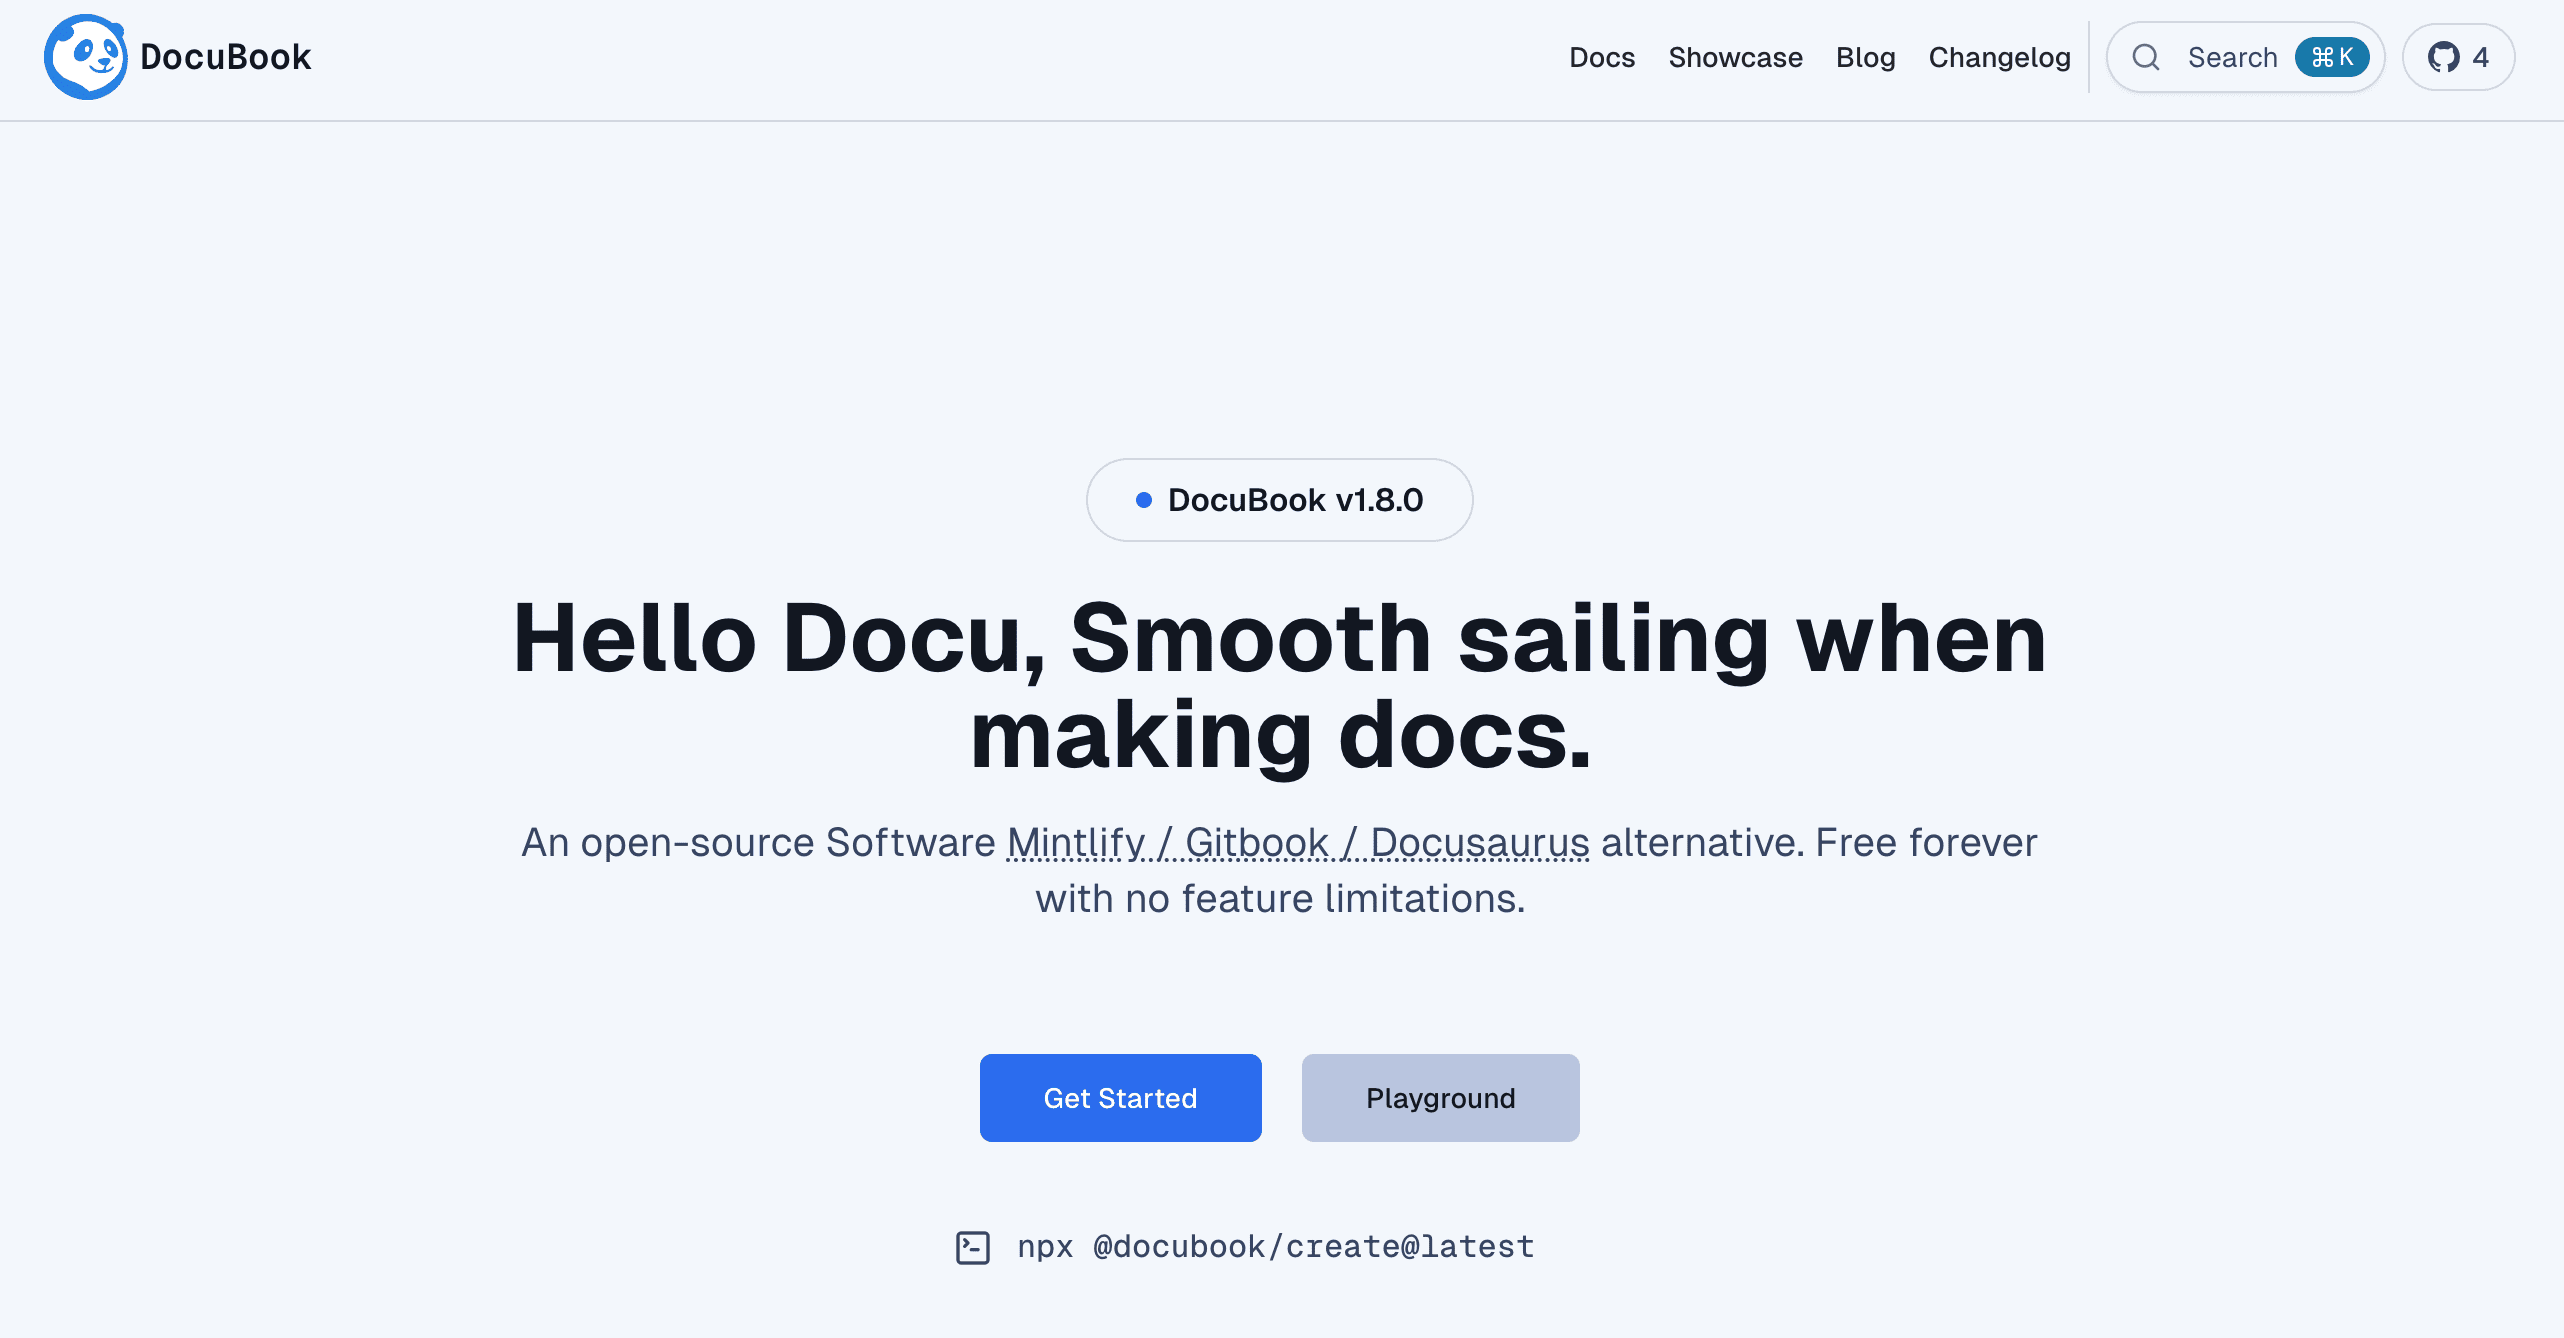 DocuBook
Docs Showcase Blog Changelog Search ⌘K 4
DocuBook v1.8.0
Hello Docu, Smooth sailing when
making docs.
An open-source Software Mintlify / Gitbook / Docusaurus alternative. Free forever
with no feature limitations.
Get Started Playground
npx @docubook/create@latest